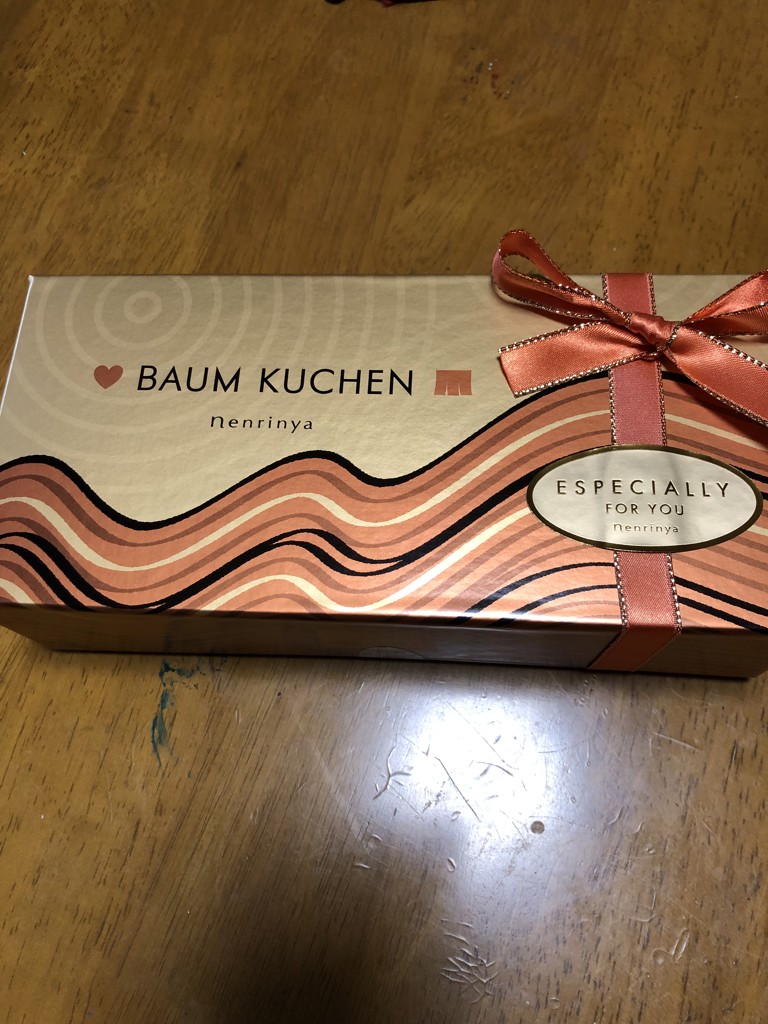 BAUM KUCHEN
nenrinya
ESPECIALLY
FOR YOU
nenrinya